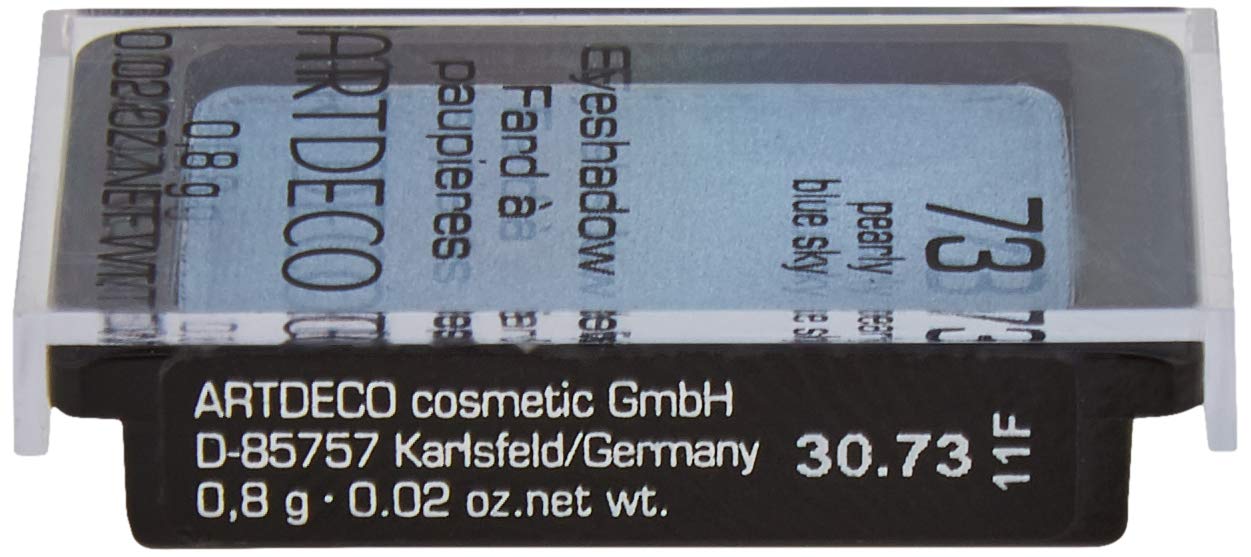 73
pearly
blue sky
Eyeshadow
Fard à
paupieres
ARTDECO
0,8 g
ARTDECO cosmetic GmbH
D-85757 Karlsfeld/Germany
0,8 g · 0.02 oz.net wt.
30.73
11F